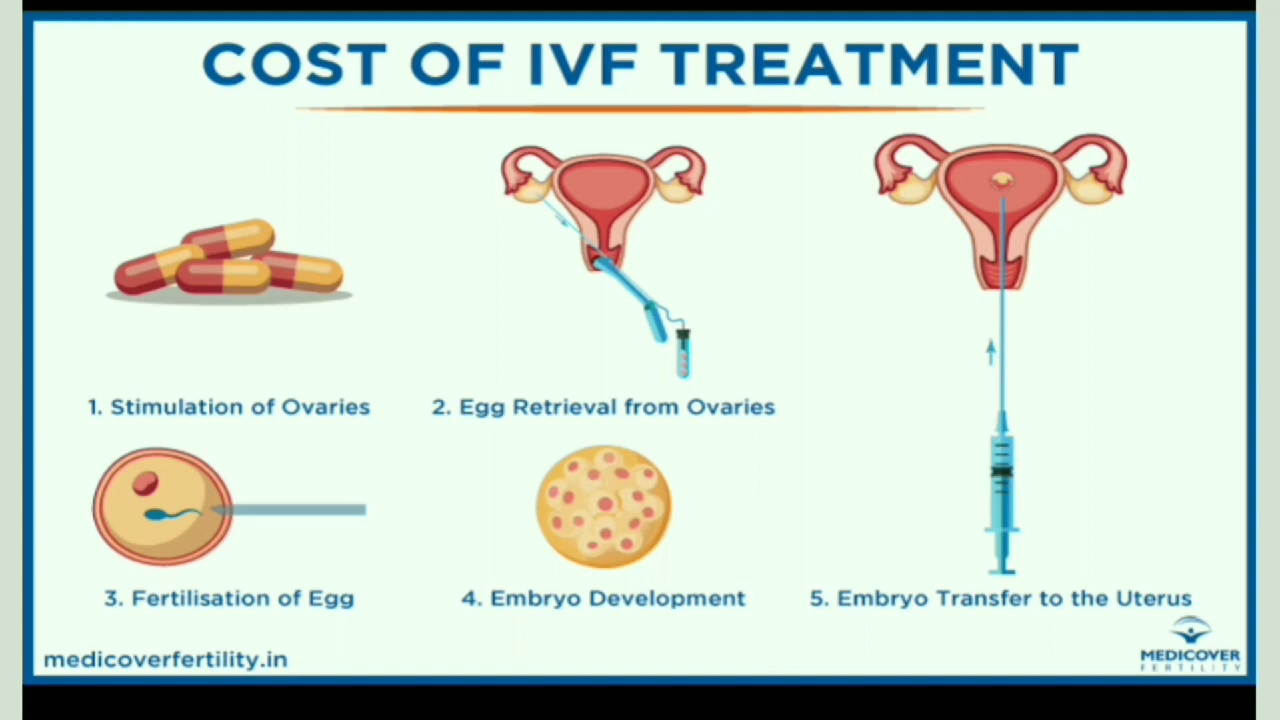 COST OF IVF TREATMENT
1. Stimulation of Ovaries
2. Egg Retrieval from Ovaries
3. Fertilisation of Egg
4. Embryo Development
5. Embryo Transfer to the Uterus
medicoverfertility.in
MEDICOVER
FERTILITY